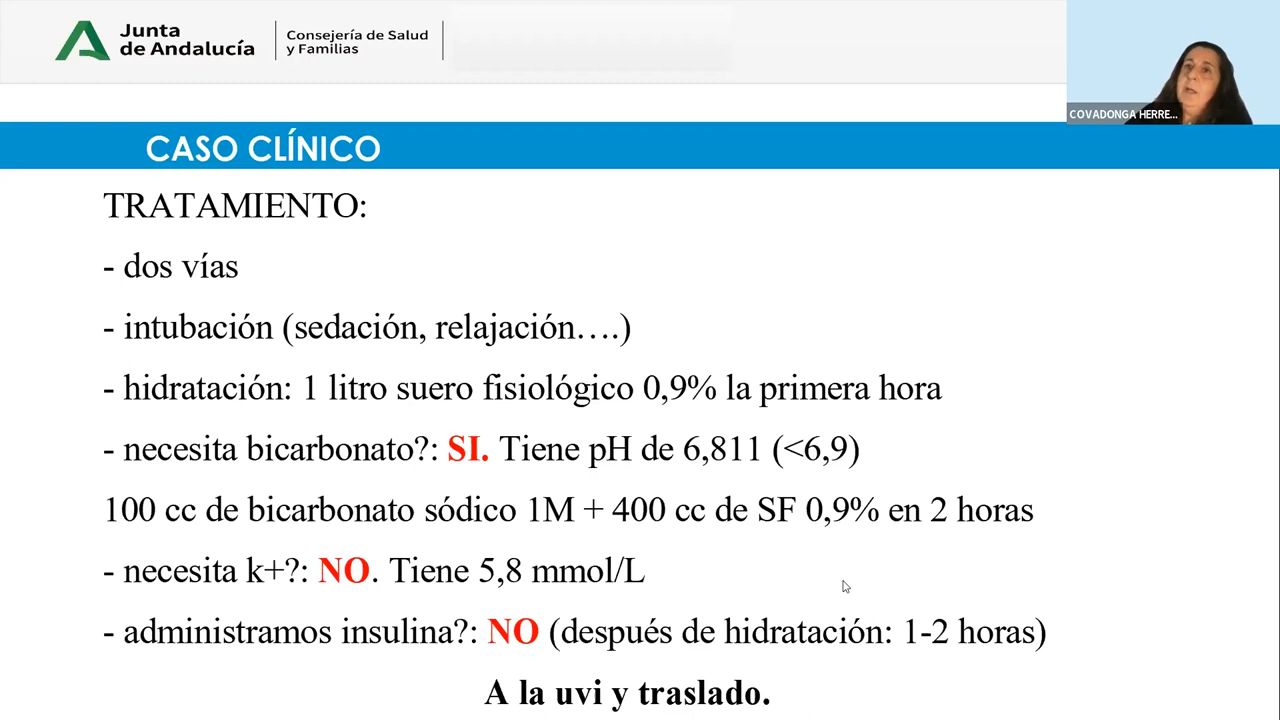 Junta
de Andalucía
Consejería de Salud
y Familias
COVADONGA HERRE...
CASO CLÍNICO
TRATAMIENTO:
- dos vías
- intubación (sedación, relajación….)
- hidratación: 1 litro suero fisiológico 0,9% la primera hora
- necesita bicarbonato?: SI. Tiene pH de 6,811 (<6,9)
100 cc de bicarbonato sódico 1M + 400 cc de SF 0,9% en 2 horas
- necesita k+?: NO. Tiene 5,8 mmol/L
- administramos insulina?: NO (después de hidratación: 1-2 horas)
A la uvi y traslado.